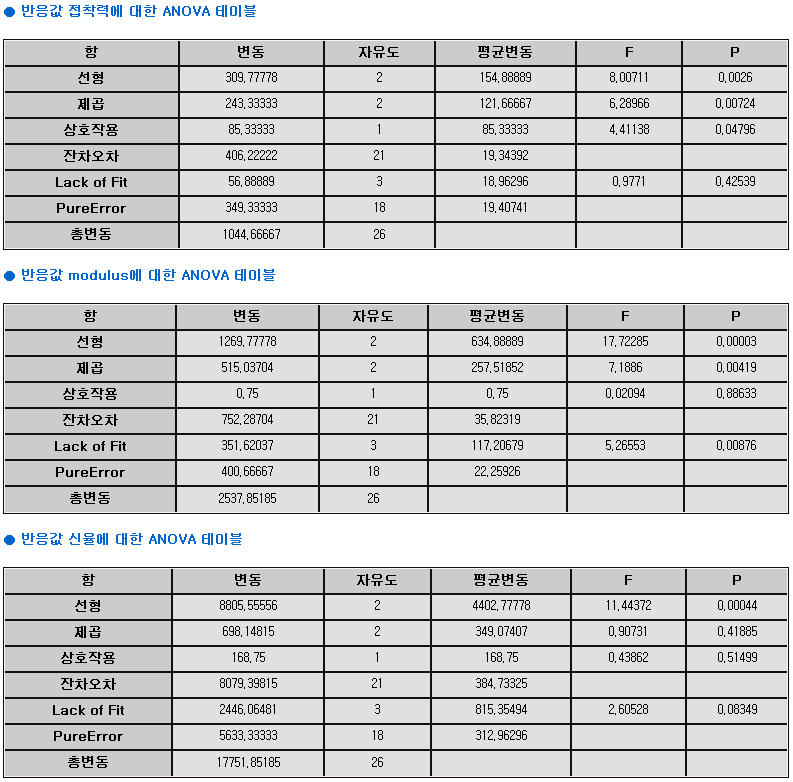 ● 반응값 접착력에 대한 ANOVA 테이블
항 변동 자유도 평균변동 F P
선형 309,77778 2 154,88889 8,00711 0,0026
제곱 243,33333 2 121,66667 6,28966 0,00724
상호작용 85,33333 1 85,33333 4,41138 0,04796
잔차오차 406,22222 21 19,34392
Lack of Fit 56,88889 3 18,96296 0,9771 0,42539
PureError 349,33333 18 19,40741
총변동 1044,66667 26
● 반응값 modulus에 대한 ANOVA 테이블
항 변동 자유도 평균변동 F P
선형 1269,77778 2 634,88889 17,72285 0,00003
제곱 515,03704 2 257,51852 7,1886 0,00419
상호작용 0,75 1 0,75 0,02094 0,88633
잔차오차 752,28704 21 35,82319
Lack of Fit 351,62037 3 117,20679 5,26553 0,00876
PureError 400,66667 18 22,25926
총변동 2537,85185 26
● 반응값 신율에 대한 ANOVA 테이블
항 변동 자유도 평균변동 F P
선형 8805,55556 2 4402,77778 11,44372 0,00044
제곱 698,14815 2 349,07407 0,90731 0,41885
상호작용 168,75 1 168,75 0,43862 0,51499
잔차오차 8079,39815 21 384,73325
Lack of Fit 2446,06481 3 815,35494 2,60528 0,08349
PureError 5633,33333 18 312,96296
총변동 17751,85185 26